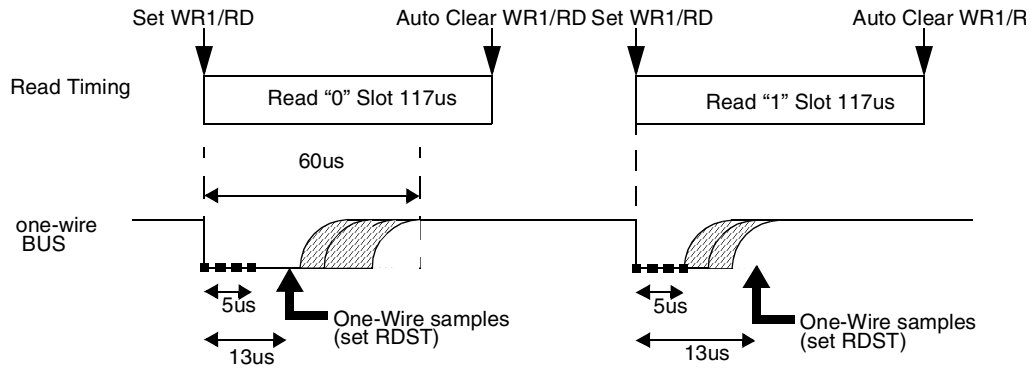 Set WR1/RD
Auto Clear WR1/RD
Set WR1/RD
Auto Clear WR1/R
Read Timing
Read “0” Slot 117us
Read “1” Slot 117us
60us
one-wire
BUS
5us
One-Wire samples
(set RDST)
13us
5us
One-Wire samples
(set RDST)
13us